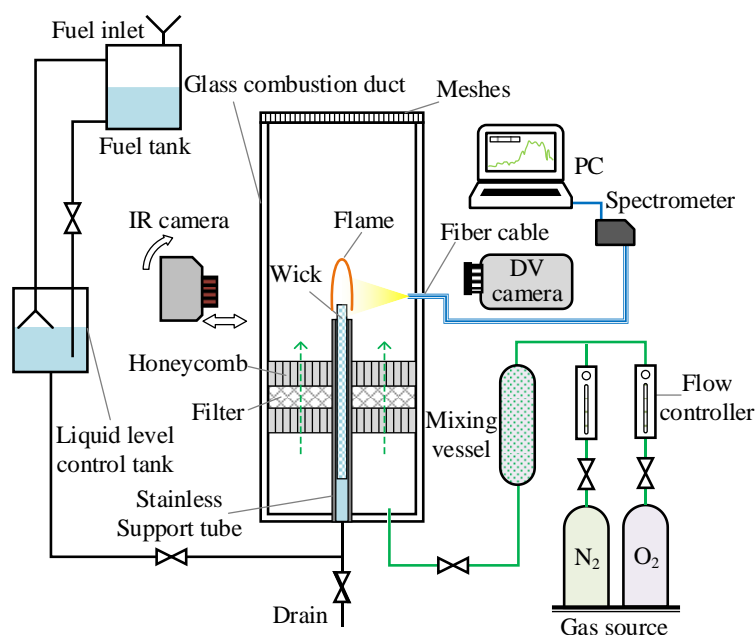 Fuel inlet
Glass combustion duct
Meshes
Fuel tank
PC
Spectrometer
IR camera
Flame
Fiber cable
Wick
DV
camera
Honeycomb
Filter
Mixing
vessel
Flow
controller
Liquid level
control tank
Stainless
Support tube
N₂
O₂
Drain
Gas source